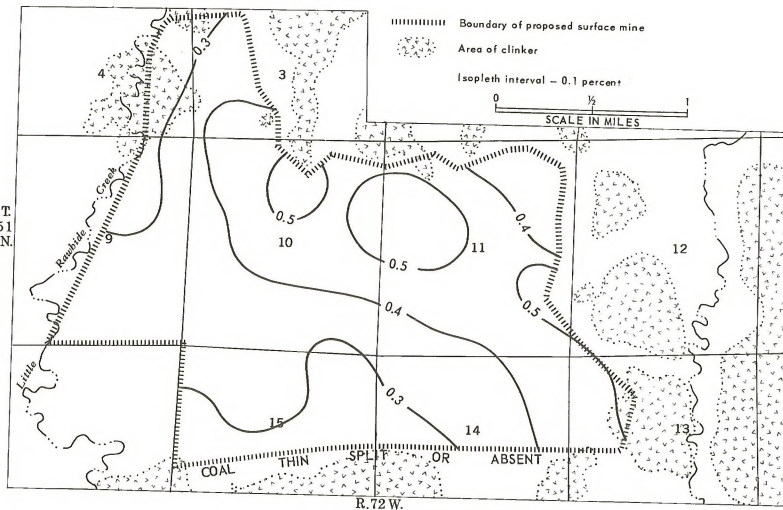 Boundary of proposed surface mine
Area of clinker
Isopleth interval – 0.1 percent
0 ½ 1
SCALE IN MILES
4
3
0.3
T.
51
N.
Little Rawhide Creek
9
10
11
12
0.5
0.5
0.4
0.5
0.4
0.3
15
14
13
COAL THIN SPLIT OR ABSENT
R.72 W.